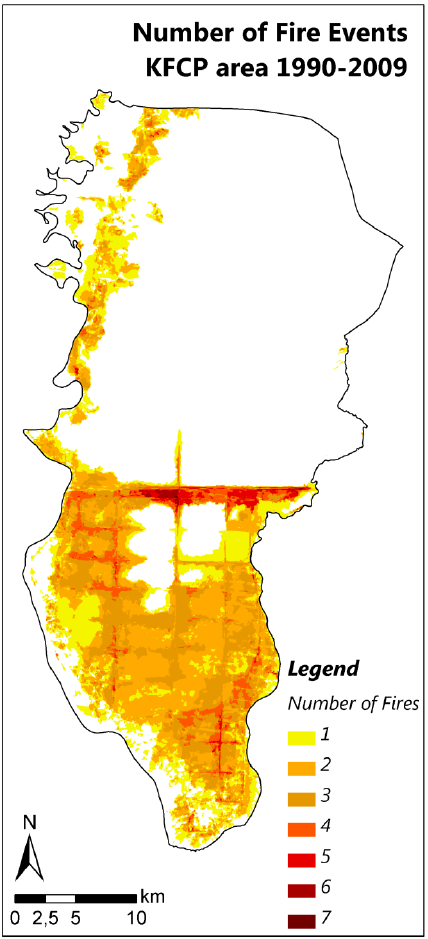 Number of Fire Events
KFCP area 1990-2009
Legend
Number of Fires
1
2
3
4
5
6
7
N
km
0 2,5 5 10